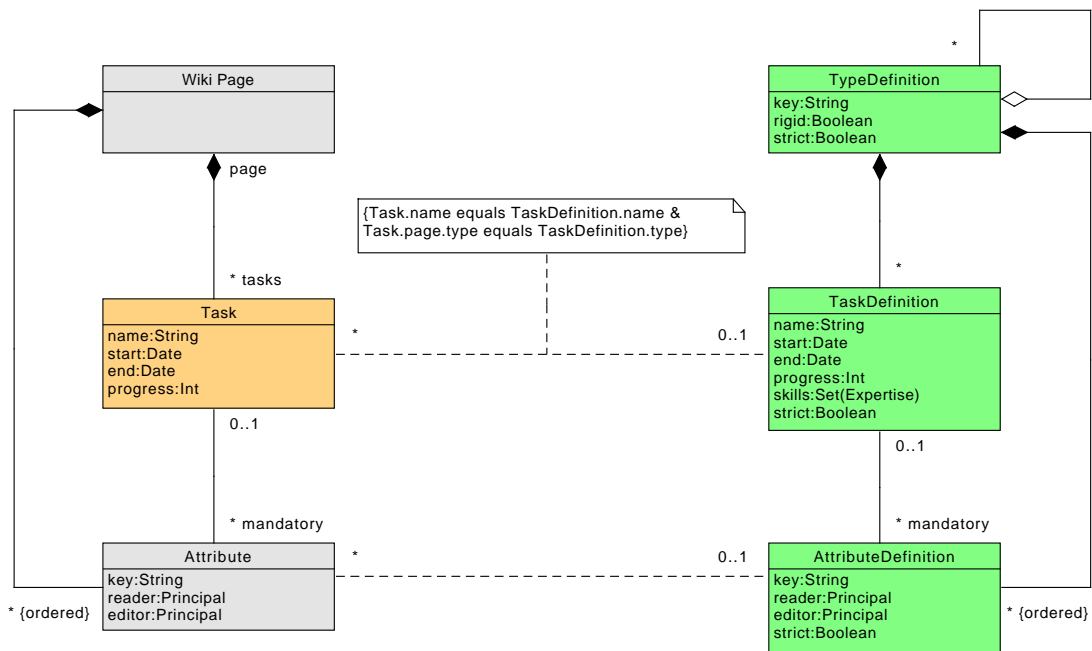 *
Wiki Page
TypeDefinition
key:String
rigid:Boolean
strict:Boolean
page
{Task.name equals TaskDefinition.name &
Task.page.type equals TaskDefinition.type}
* tasks
*
Task
name:String
start:Date
end:Date
progress:Int
*
0..1
TaskDefinition
name:String
start:Date
end:Date
progress:Int
skills:Set(Expertise)
strict:Boolean
0..1
0..1
* mandatory
* mandatory
Attribute
key:String
reader:Principal
editor:Principal
*
0..1
AttributeDefinition
key:String
reader:Principal
editor:Principal
strict:Boolean
* {ordered}
* {ordered}